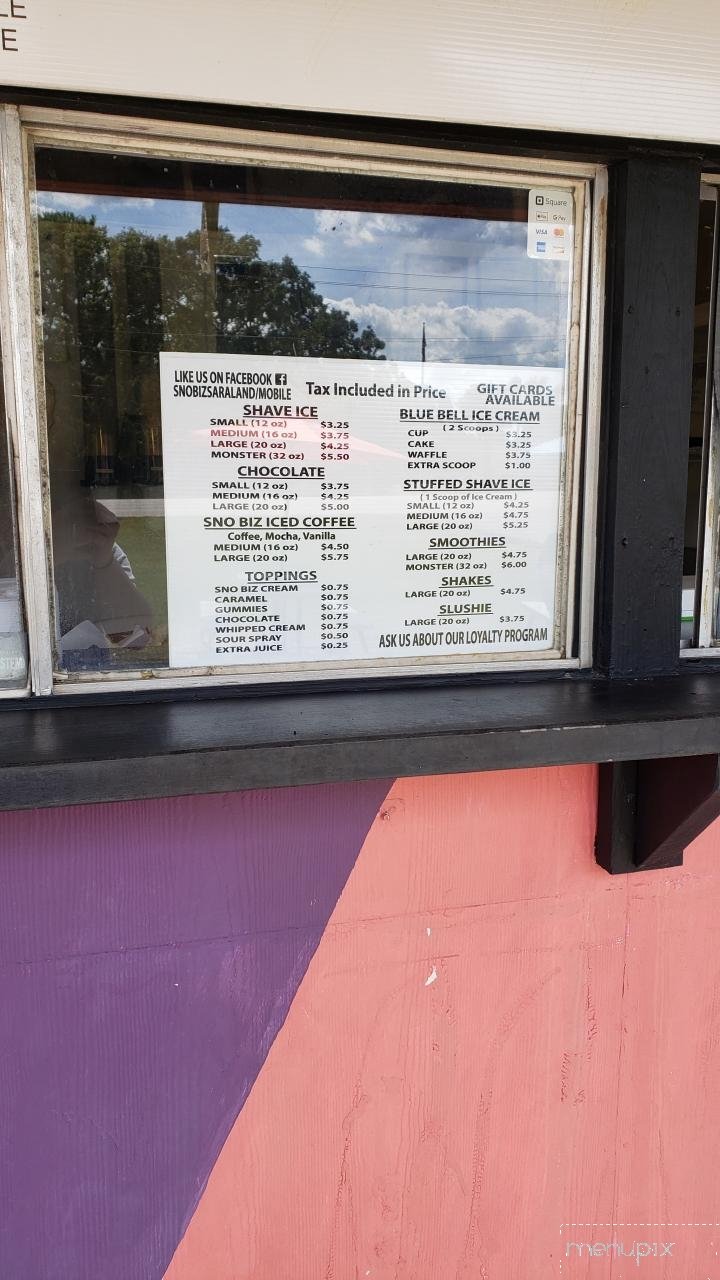 LE
E
Square
Pay G Pay
VISA
LIKE US ON FACEBOOK
SNOBIZSARALAND/MOBILE
Tax Included in Price
GIFT CARDS
AVAILABLE
SHAVE ICE
SMALL (12 oz) $3.25
MEDIUM (16 oz) $3.75
LARGE (20 oz) $4.25
MONSTER (32 oz) $5.50
CHOCOLATE
SMALL (12 oz) $3.75
MEDIUM (16 oz) $4.25
LARGE (20 oz) $5.00
SNO BIZ ICED COFFEE
Coffee, Mocha, Vanilla
MEDIUM (16 oz) $4.50
LARGE (20 oz) $5.75
TOPPINGS
SNO BIZ CREAM $0.75
CARAMEL $0.75
GUMMIES $0.75
CHOCOLATE $0.75
WHIPPED CREAM $0.75
SOUR SPRAY $0.50
EXTRA JUICE $0.25
BLUE BELL ICE CREAM
( 2 Scoops )
CUP $3.25
CAKE $3.25
WAFFLE $3.75
EXTRA SCOOP $1.00
STUFFED SHAVE ICE
( 1 Scoop of Ice Cream )
SMALL (12 oz) $4.25
MEDIUM (16 oz) $4.75
LARGE (20 oz) $5.25
SMOOTHIES
LARGE (20 oz) $4.75
MONSTER (32 oz) $6.00
SHAKES
LARGE (20 oz) $4.75
SLUSHIE
LARGE (20 oz) $3.75
ASK US ABOUT OUR LOYALTY PROGRAM
menupix